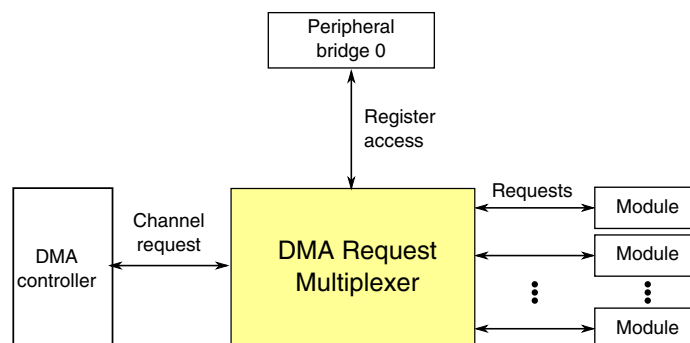 Peripheral
bridge 0
Register
access
Requests
Module
Channel
request
DMA
controller
DMA Request
Multiplexer
Module
Module